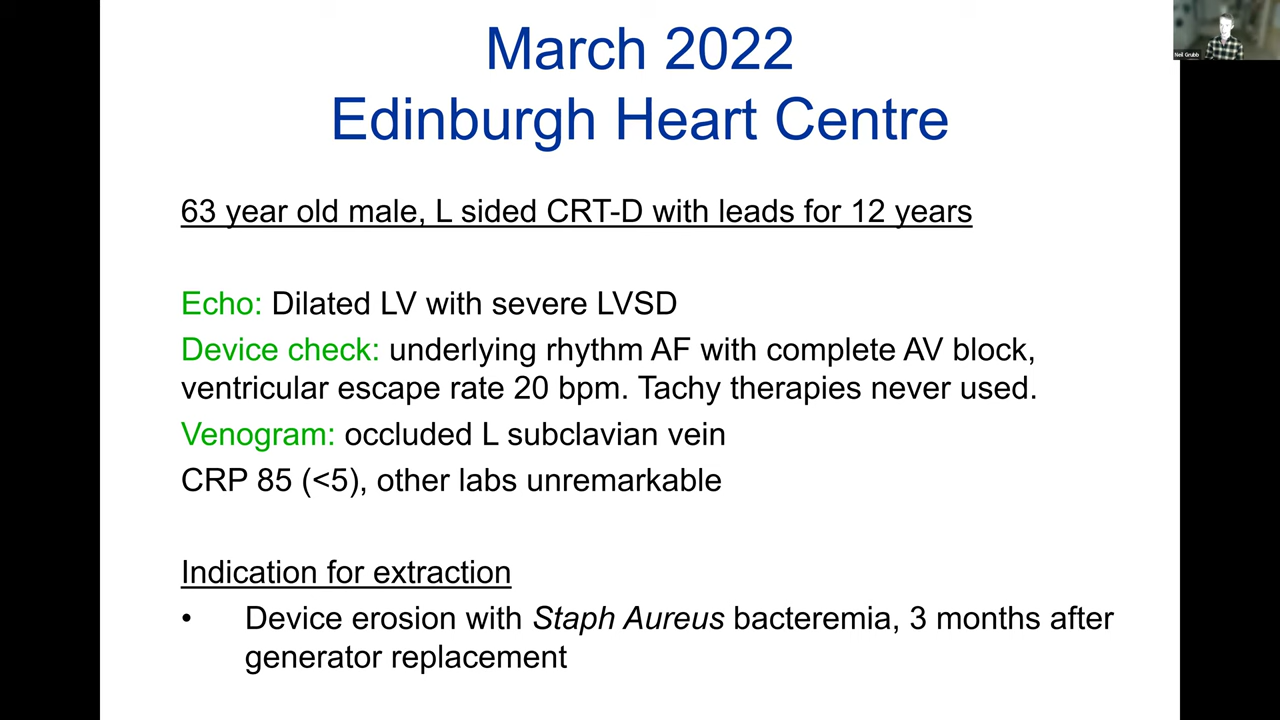 March 2022
Edinburgh Heart Centre
Neil Grubb
63 year old male, L sided CRT-D with leads for 12 years
Echo: Dilated LV with severe LVSD
Device check: underlying rhythm AF with complete AV block,
ventricular escape rate 20 bpm. Tachy therapies never used.
Venogram: occluded L subclavian vein
CRP 85 (<5), other labs unremarkable
Indication for extraction
• Device erosion with Staph Aureus bacteremia, 3 months after
generator replacement